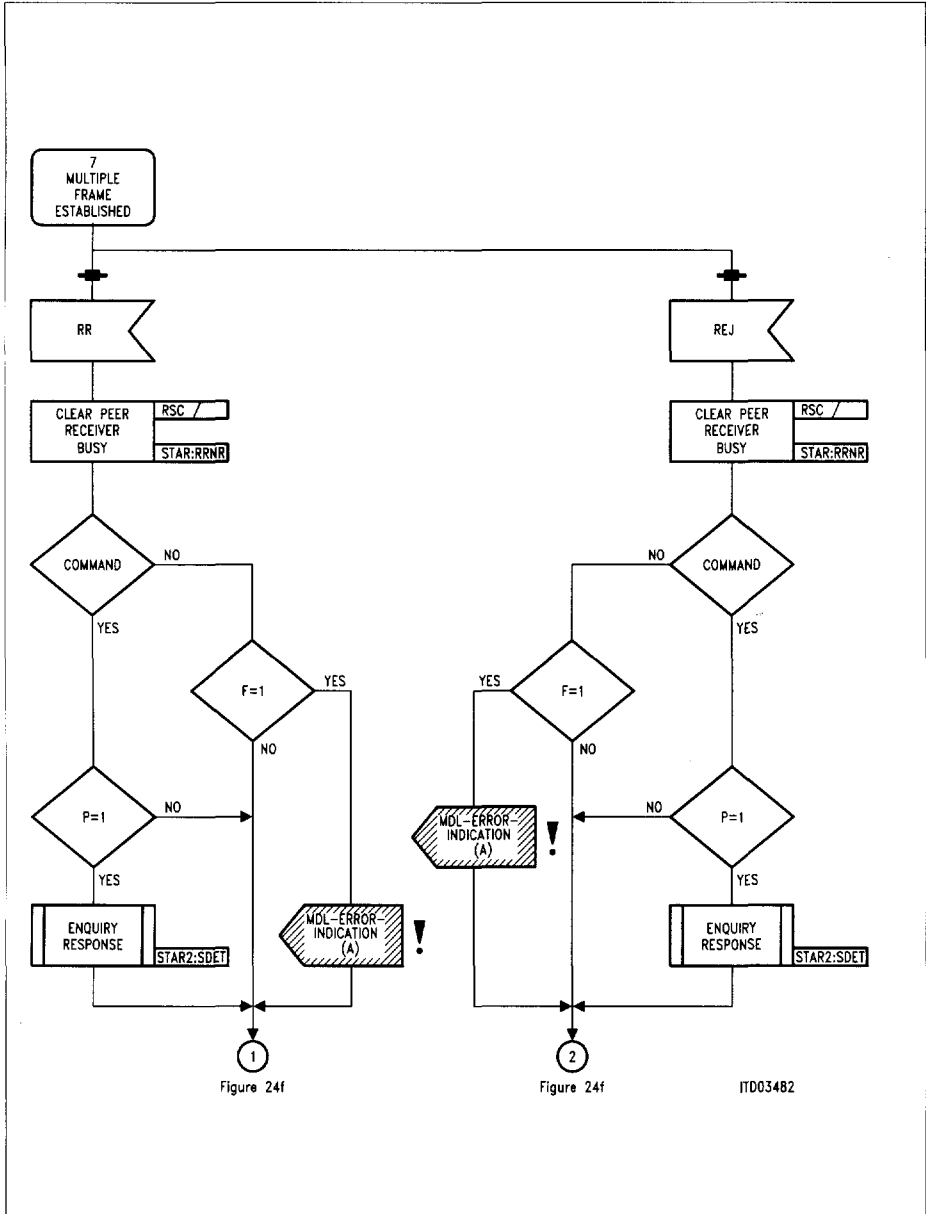 7
MULTIPLE
FRAME
ESTABLISHED
RR
REJ
CLEAR PEER
RECEIVER
BUSY
RSC /
STAR:RRNR
CLEAR PEER
RECEIVER
BUSY
RSC /
STAR:RRNR
COMMAND
NO
YES
NO
COMMAND
YES
F=1
YES
NO
YES
F=1
NO
P=1
NO
YES
MDL-ERROR-
INDICATION
(A)
!
NO
P=1
YES
ENQUIRY
RESPONSE
STAR2:SDET
MDL-ERROR-
INDICATION
(A)
!
ENQUIRY
RESPONSE
STAR2:SDET
1
Figure 24f
2
Figure 24f
ITD03482